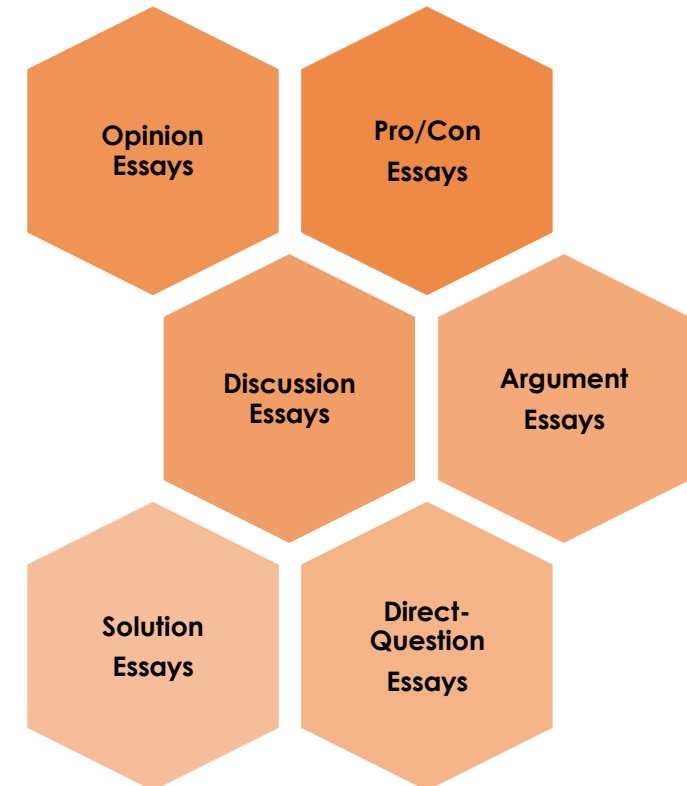 Opinion
Essays
Pro/Con
Essays
Discussion
Essays
Argument
Essays
Solution
Essays
Direct-
Question
Essays